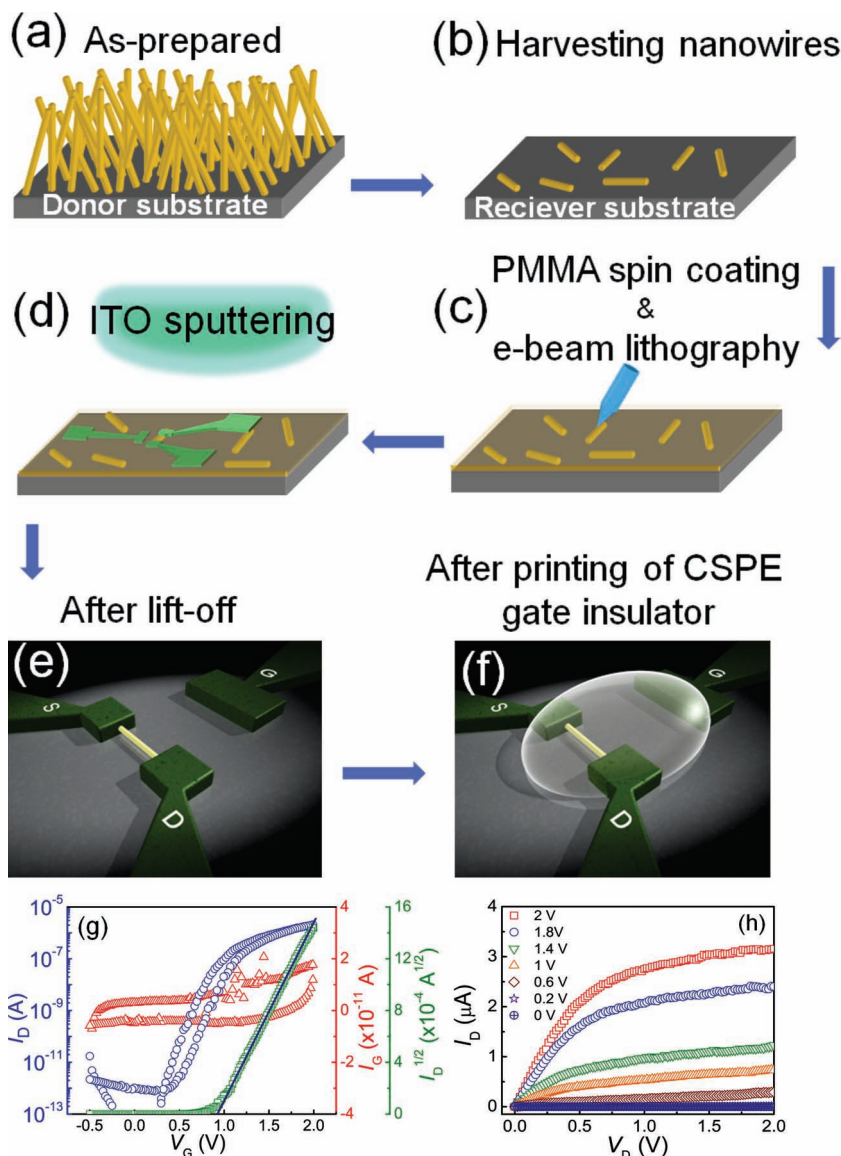 (a) As-prepared
Donor substrate
(b) Harvesting nanowires
Reciever substrate
PMMA spin coating
&
(c) e-beam lithography
(d)
ITO sputtering
After lift-off
(e)
S
G
D
After printing of CSPE
gate insulator
(f)
S
G
D
(g)
10⁻⁵
10⁻⁷
10⁻⁹
10⁻¹¹
10⁻¹³
I_D (A)
-0.5 0.0 0.5 1.0 1.5 2.0
V_G (V)
4
2
0
-2
-4
I_G (x10⁻¹¹ A)
16
12
8
4
0
I_D^1/2 (x10⁻⁴ A^1/2)
(h)
2 V
1.8V
1.4 V
1 V
0.6 V
0.2 V
0 V
4
3
2
1
0
I_D (μA)
0.0 0.5 1.0 1.5 2.0
V_D (V)